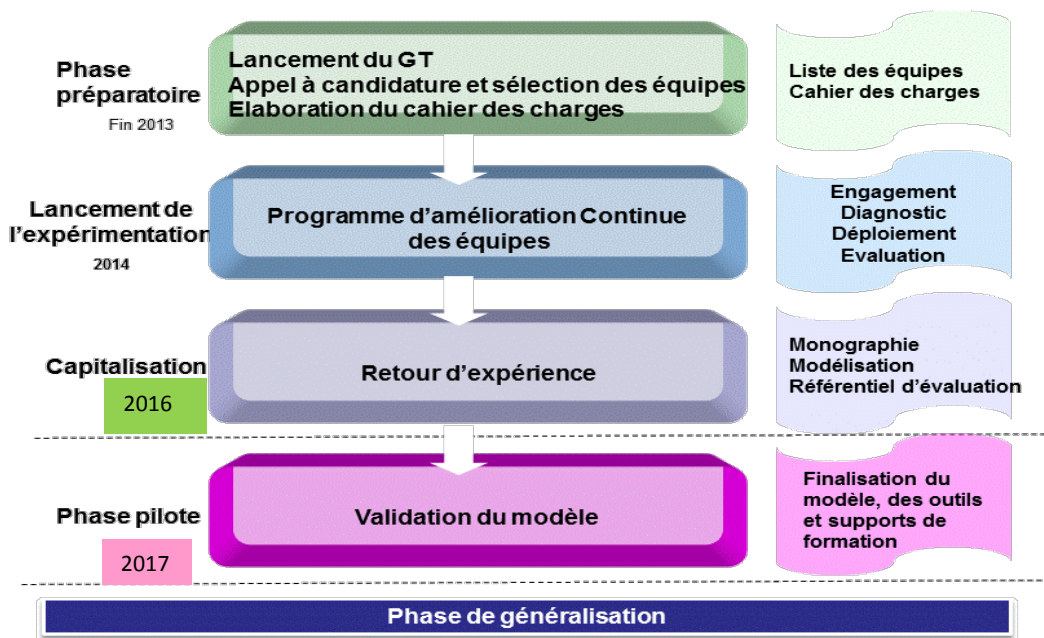 Phase
préparatoire
Fin 2013
Lancement du GT
Appel à candidature et sélection des équipes
Elaboration du cahier des charges
Liste des équipes
Cahier des charges
Lancement de
l'expérimentation
2014
Programme d'amélioration Continue
des équipes
Engagement
Diagnostic
Déploiement
Evaluation
Capitalisation
2016
Retour d'expérience
Monographie
Modélisation
Référentiel d'évaluation
Phase pilote
2017
Validation du modèle
Finalisation du
modèle, des outils
et supports de
formation
Phase de généralisation